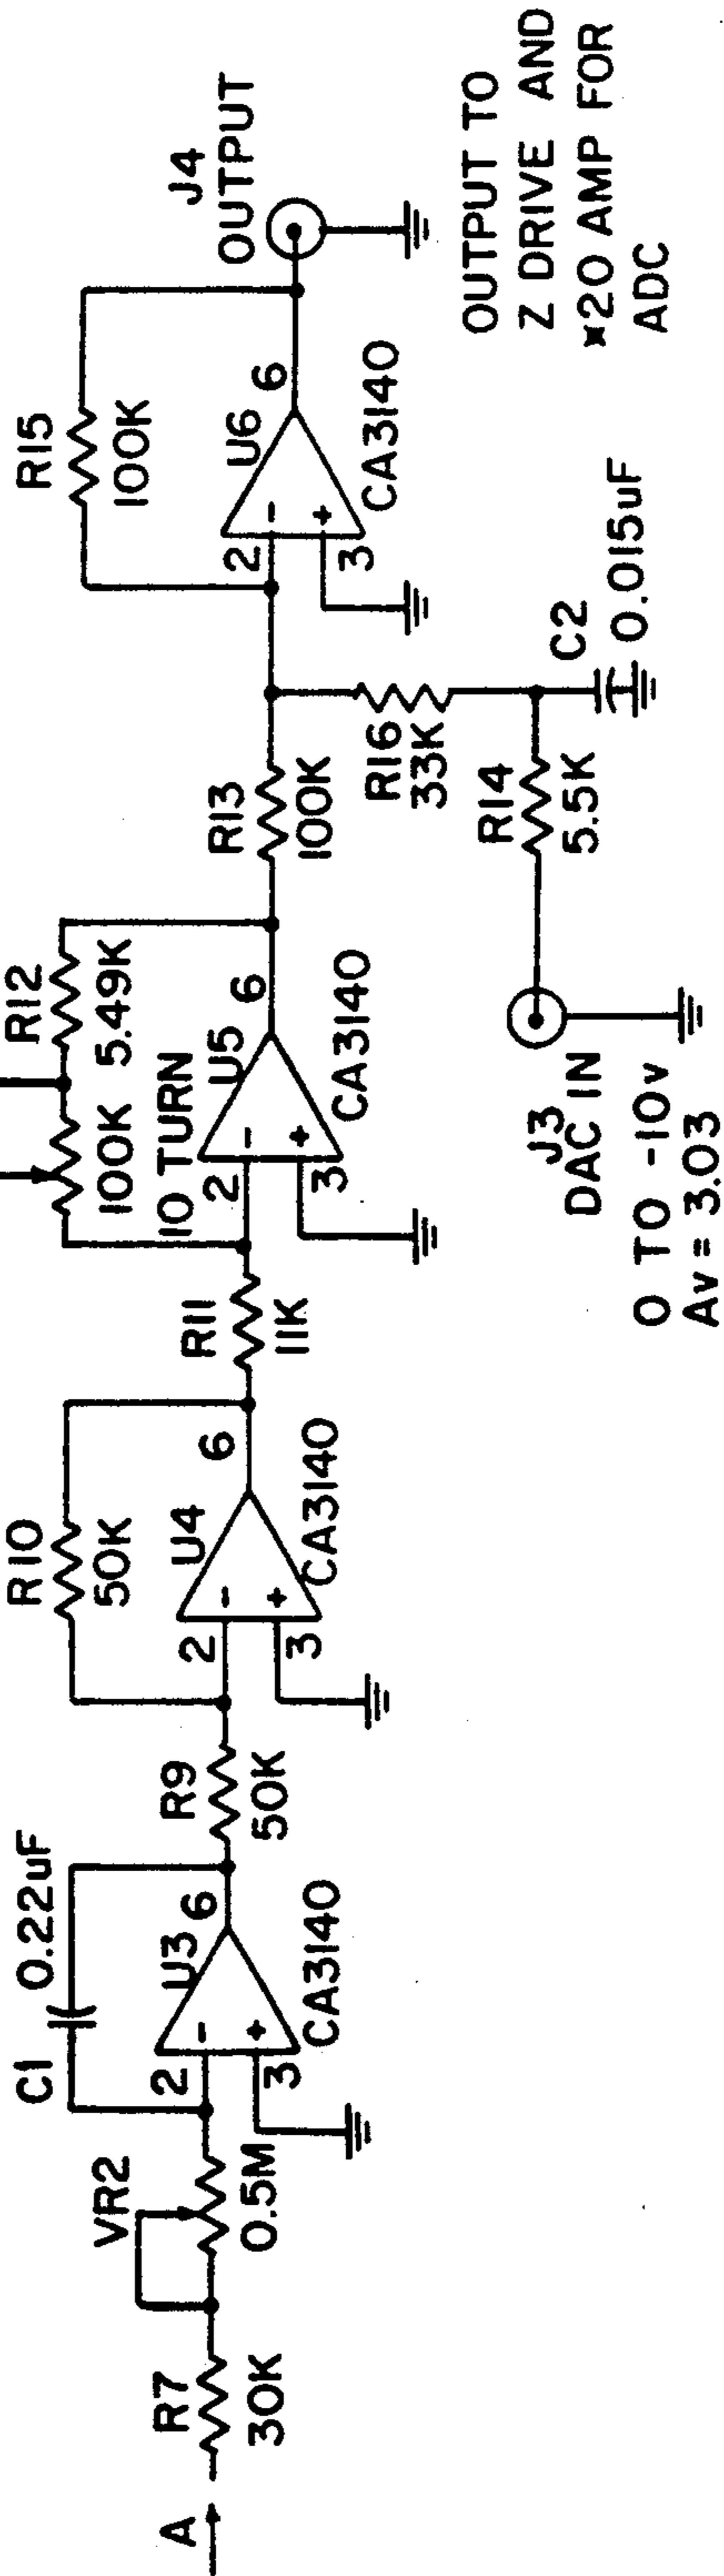 A
R7
30K
VR2
0.5M
C1 0.22uF
2
-
+
3
U3
6
CA3140
R9
50K
R10
50K
2
-
+
3
U4
6
CA3140
R11
11K
100K
10 TURN
R12
5.49K
2
-
+
3
U5
6
CA3140
R13
100K
R16
33K
R14
5.5K
C2
0.015uF
J3
DAC IN
0 TO -10v
Av = 3.03
R15
100K
2
-
+
3
U6
6
CA3140
J4
OUTPUT
OUTPUT TO
Z DRIVE AND
×20 AMP FOR
ADC